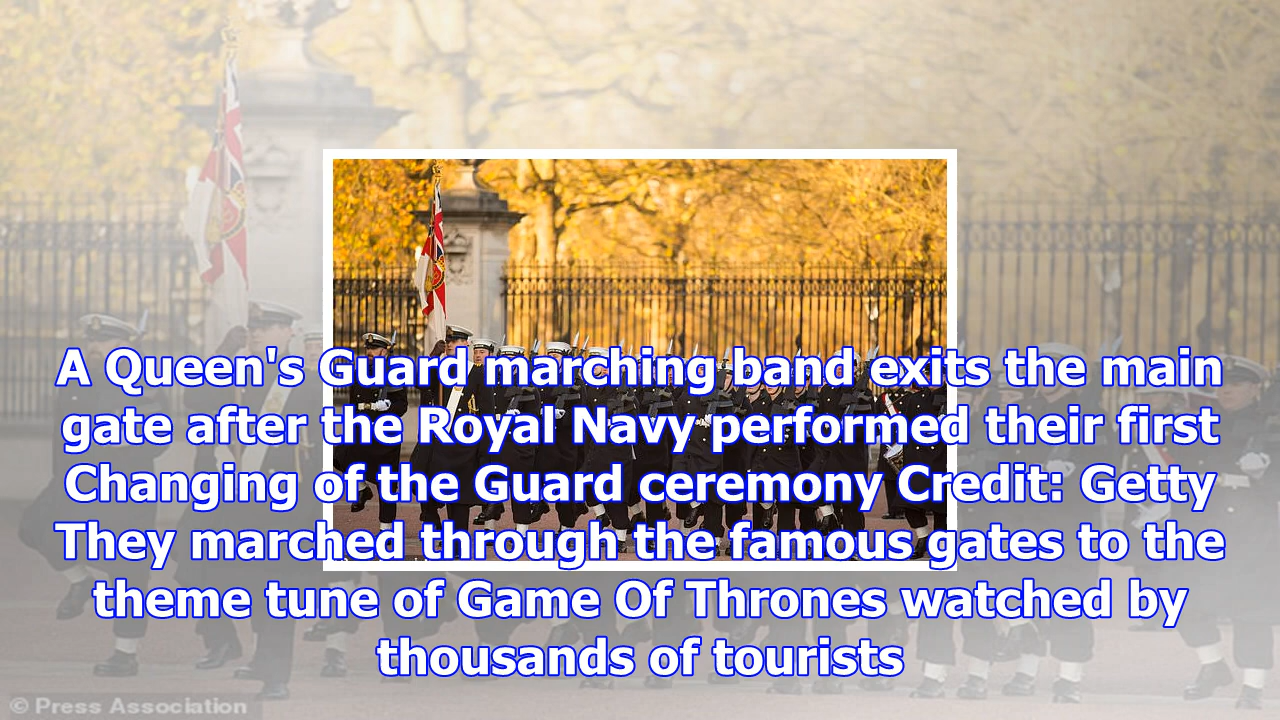 A Queen's Guard marching band exits the main
gate after the Royal Navy performed their first
Changing of the Guard ceremony Credit: Getty
They marched through the famous gates to the
theme tune of Game Of Thrones watched by
thousands of tourists
© Press Association